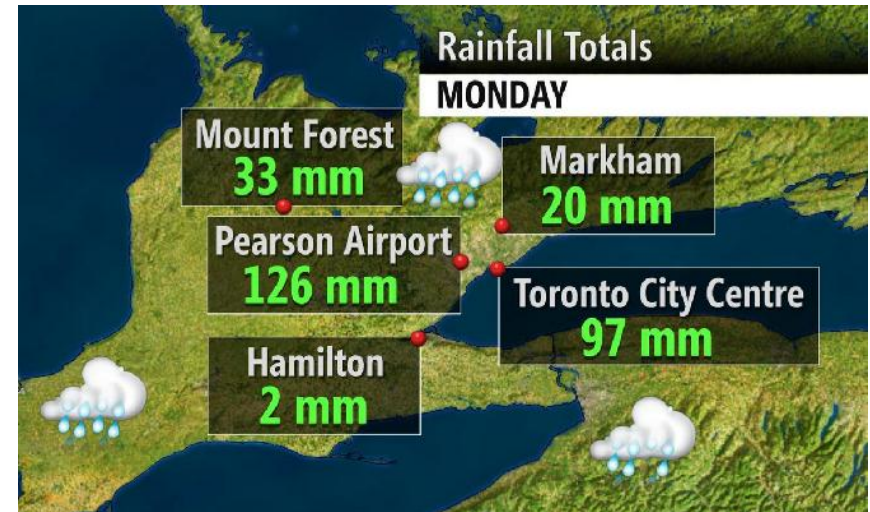 Rainfall Totals
MONDAY
Mount Forest
33 mm
Markham
20 mm
Pearson Airport
126 mm
Toronto City Centre
97 mm
Hamilton
2 mm